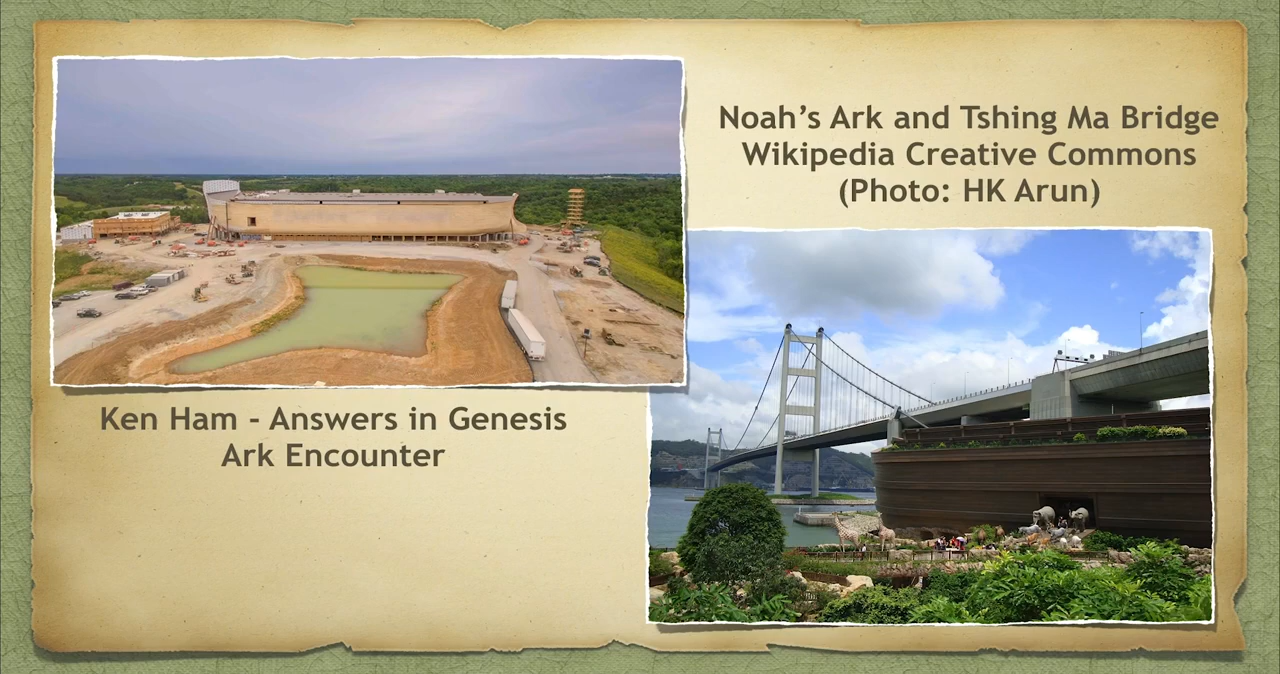 Noah's Ark and Tshing Ma Bridge
Wikipedia Creative Commons
(Photo: HK Arun)
Ken Ham - Answers in Genesis
Ark Encounter